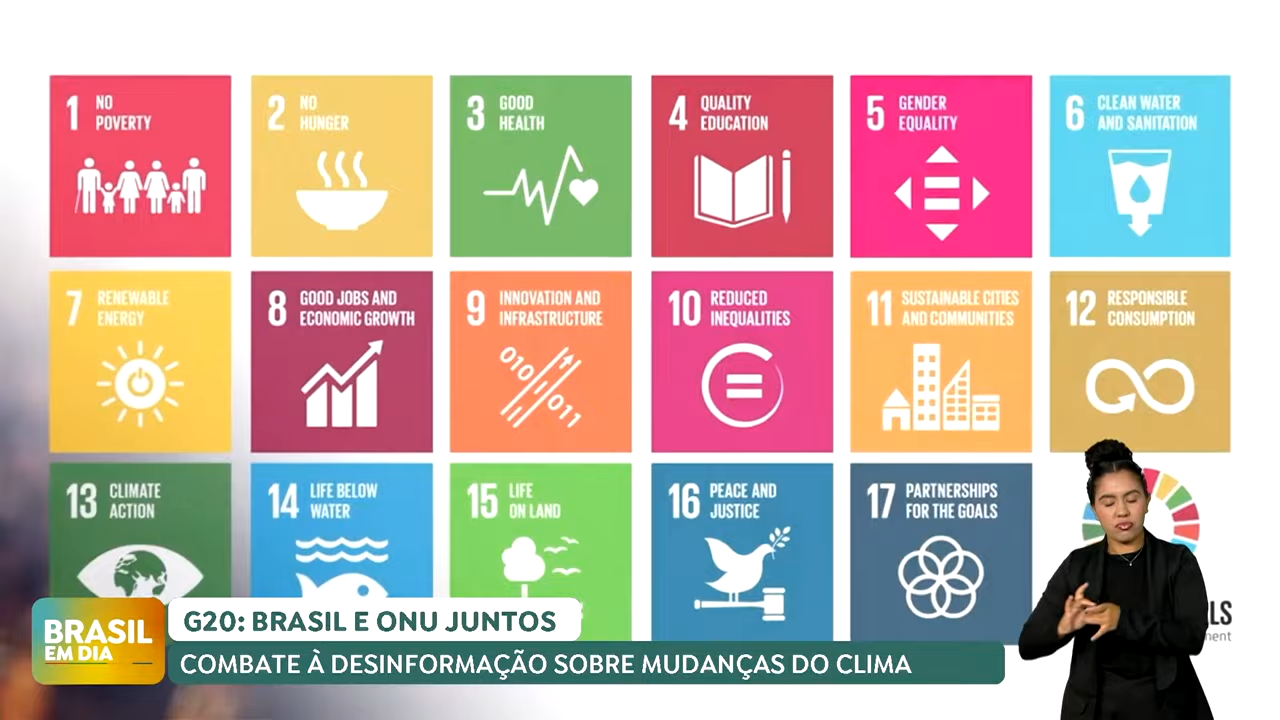 1 NO
POVERTY
2 NO
HUNGER
3 GOOD
HEALTH
4 QUALITY
EDUCATION
5 GENDER
EQUALITY
6 CLEAN WATER
AND SANITATION
7 RENEWABLE
ENERGY
8 GOOD JOBS AND
ECONOMIC GROWTH
9 INNOVATION AND
INFRASTRUCTURE
010
011
10 REDUCED
INEQUALITIES
11 SUSTAINABLE CITIES
AND COMMUNITIES
12 RESPONSIBLE
CONSUMPTION
13 CLIMATE
ACTION
14 LIFE BELOW
WATER
15 LIFE
ON LAND
16 PEACE AND
JUSTICE
17 PARTNERSHIPS
FOR THE GOALS
BRASIL
EM DIA
G20: BRASIL E ONU JUNTOS
COMBATE À DESINFORMAÇÃO SOBRE MUDANÇAS DO CLIMA